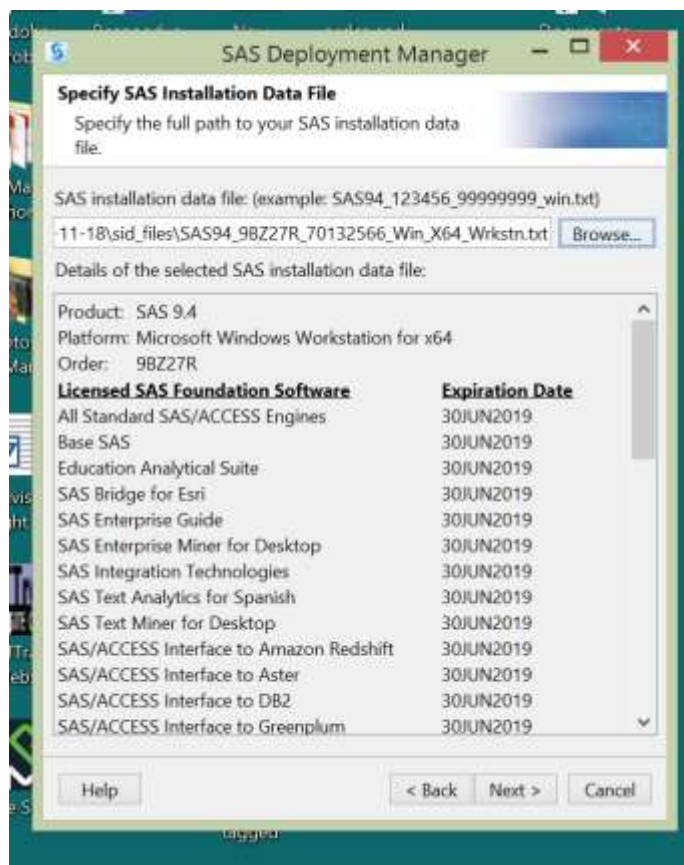 SAS Deployment Manager
Specify SAS Installation Data File
Specify the full path to your SAS installation data
file.
SAS installation data file: (example: SAS94_123456_99999999_win.txt)
-11-18\sid_files\SAS94_9BZ27R_70132566_Win_X64_Wrkstn.txt Browse...
Details of the selected SAS installation data file:
Product: SAS 9.4
Platform: Microsoft Windows Workstation for x64
Order: 9BZ27R
Licensed SAS Foundation Software Expiration Date
All Standard SAS/ACCESS Engines 30JUN2019
Base SAS 30JUN2019
Education Analytical Suite 30JUN2019
SAS Bridge for Esri 30JUN2019
SAS Enterprise Guide 30JUN2019
SAS Enterprise Miner for Desktop 30JUN2019
SAS Integration Technologies 30JUN2019
SAS Text Analytics for Spanish 30JUN2019
SAS Text Miner for Desktop 30JUN2019
SAS/ACCESS Interface to Amazon Redshift 30JUN2019
SAS/ACCESS Interface to Aster 30JUN2019
SAS/ACCESS Interface to DB2 30JUN2019
SAS/ACCESS Interface to Greenplum 30JUN2019
Help < Back Next > Cancel
tagged